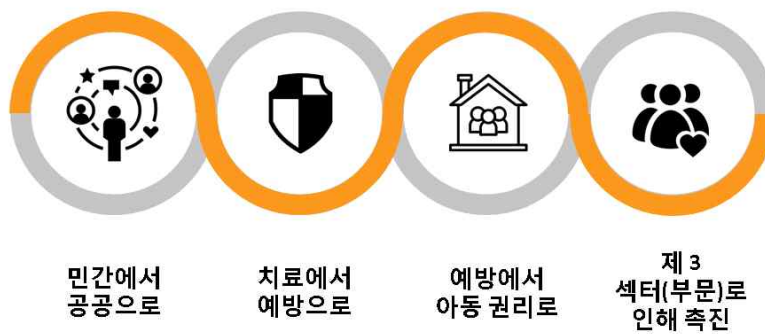 민간에서
공공으로
치료에서
예방으로
예방에서
아동 권리로
제 3
섹터(부문)로
인해 촉진